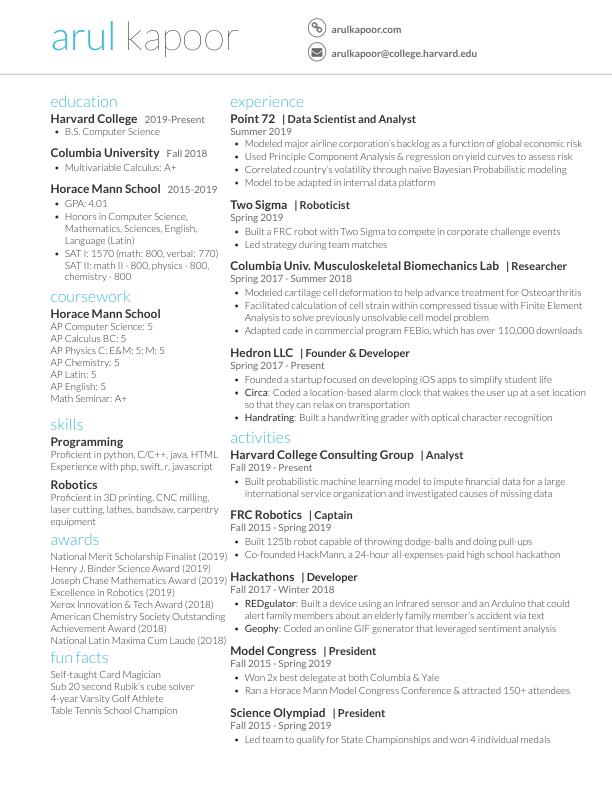 arul kapoor
arulkapoor.com
arulkapoor@college.harvard.edu
education
Harvard College 2019-Present
• B.S. Computer Science
Columbia University Fall 2018
• Multivariable Calculus: A+
Horace Mann School 2015-2019
• GPA: 4.01
• Honors in Computer Science,
Mathematics, Sciences, English,
Language (Latin)
• SAT I: 1570 (math: 800, verbal: 770)
SAT II: math II - 800, physics - 800,
chemistry - 800
coursework
Horace Mann School
AP Computer Science: 5
AP Calculus BC: 5
AP Physics C: E&M: 5; M: 5
AP Chemistry: 5
AP Latin: 5
AP English: 5
Math Seminar: A+
skills
Programming
Proficient in python, C/C++, java, HTML
Experience with php, swift, r, javascript
Robotics
Proficient in 3D printing, CNC milling,
laser cutting, lathes, bandsaw, carpentry
equipment
awards
National Merit Scholarship Finalist (2019)
Henry J. Binder Science Award (2019)
Joseph Chase Mathematics Award (2019)
Excellence in Robotics (2019)
Xerox Innovation & Tech Award (2018)
American Chemistry Society Outstanding
Achievement Award (2018)
National Latin Maxima Cum Laude (2018)
fun facts
Self-taught Card Magician
Sub 20 second Rubik's cube solver
4-year Varsity Golf Athlete
Table Tennis School Champion
experience
Point 72 | Data Scientist and Analyst
Summer 2019
• Modeled major airline corporation's backlog as a function of global economic risk
• Used Principle Component Analysis & regression on yield curves to assess risk
• Correlated country's volatility through naive Bayesian Probabilistic modeling
• Model to be adapted in internal data platform
Two Sigma | Roboticist
Spring 2019
• Built a FRC robot with Two Sigma to compete in corporate challenge events
• Led strategy during team matches
Columbia Univ. Musculoskeletal Biomechanics Lab | Researcher
Spring 2017 - Summer 2018
• Modeled cartilage cell deformation to help advance treatment for Osteoarthritis
• Facilitated calculation of cell strain within compressed tissue with Finite Element
Analysis to solve previously unsolvable cell model problem
• Adapted code in commercial program FEBio, which has over 110,000 downloads
Hedron LLC | Founder & Developer
Spring 2017 - Present
• Founded a startup focused on developing iOS apps to simplify student life
• Circa: Coded a location-based alarm clock that wakes the user up at a set location
so that they can relax on transportation
• Handrating: Built a handwriting grader with optical character recognition
activities
Harvard College Consulting Group | Analyst
Fall 2019 - Present
• Built probabilistic machine learning model to impute financial data for a large
international service organization and investigated causes of missing data
FRC Robotics | Captain
Fall 2015 - Spring 2019
• Built 125lb robot capable of throwing dodge-balls and doing pull-ups
• Co-founded HackMann, a 24-hour all-expenses-paid high school hackathon
Hackathons | Developer
Fall 2017 - Winter 2018
• REDgulator: Built a device using an infrared sensor and an Arduino that could
alert family members about an elderly family member's accident via text
• Geophy: Coded an online GIF generator that leveraged sentiment analysis
Model Congress | President
Fall 2015 - Spring 2019
• Won 2x best delegate at both Columbia & Yale
• Ran a Horace Mann Model Congress Conference & attracted 150+ attendees
Science Olympiad | President
Fall 2015 - Spring 2019
• Led team to qualify for State Championships and won 4 individual medals